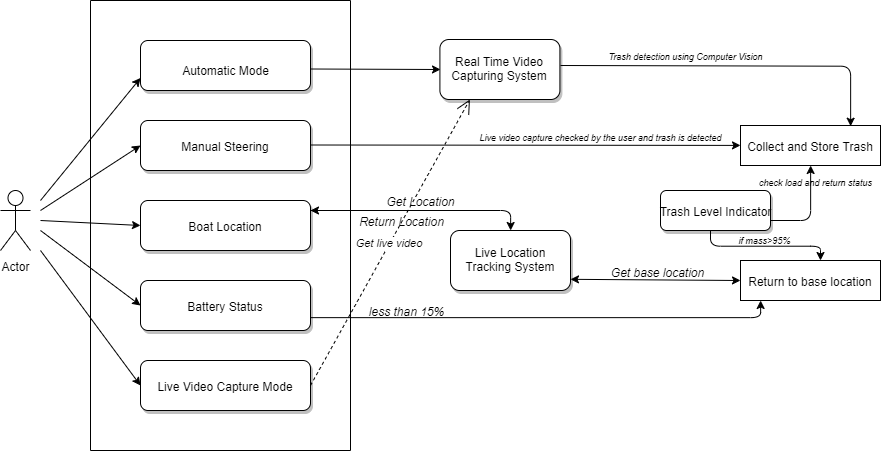 Automatic Mode
Real Time Video
Capturing System
Trash detection using Computer Vision
Manual Steering
Live video capture checked by the user and trash is detected
Collect and Store Trash
check load and return status
Get Location
Trash Level Indicator
Boat Location
Return Location
Get live video
if mass>95%
Actor
Live Location
Tracking System
Get base location
Return to base location
Battery Status
less than 15%
Live Video Capture Mode